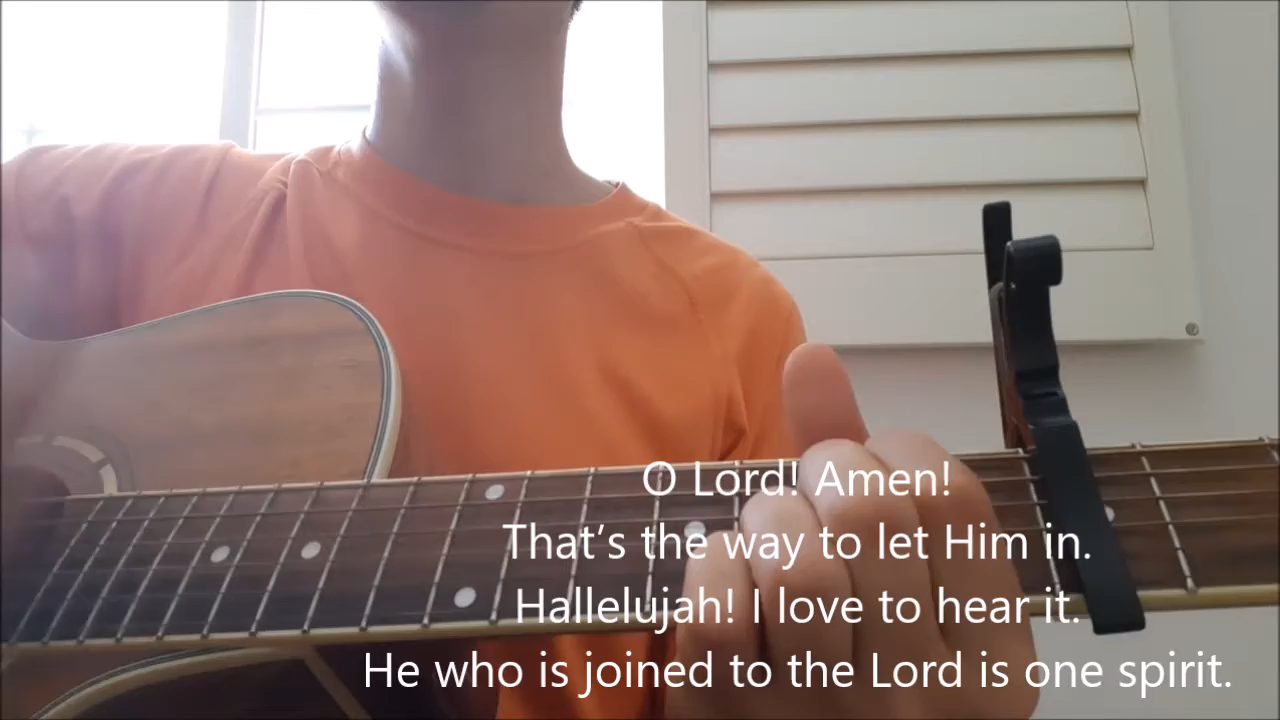 O Lord! Amen!
That’s the way to let Him in.
Hallelujah! I love to hear it.
He who is joined to the Lord is one spirit.